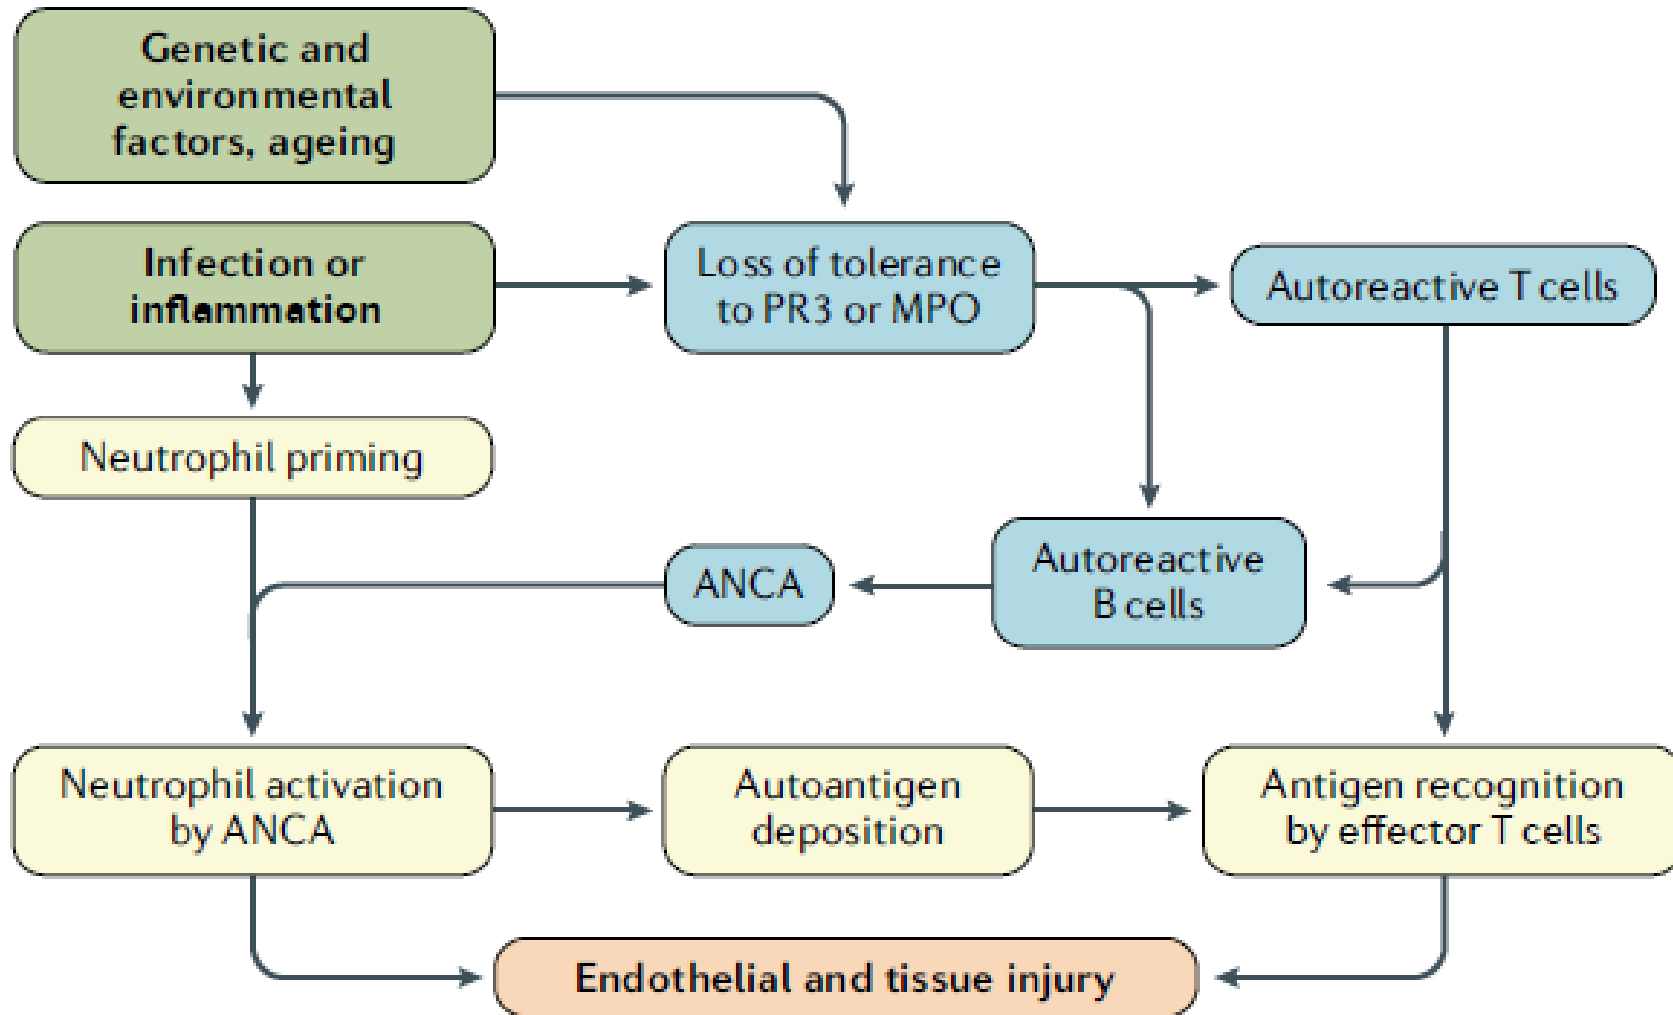 Genetic and
environmental
factors, ageing
Infection or
inflammation
Loss of tolerance
to PR3 or MPO
Autoreactive T cells
Neutrophil priming
ANCA
Autoreactive
B cells
Neutrophil activation
by ANCA
Autoantigen
deposition
Antigen recognition
by effector T cells
Endothelial and tissue injury